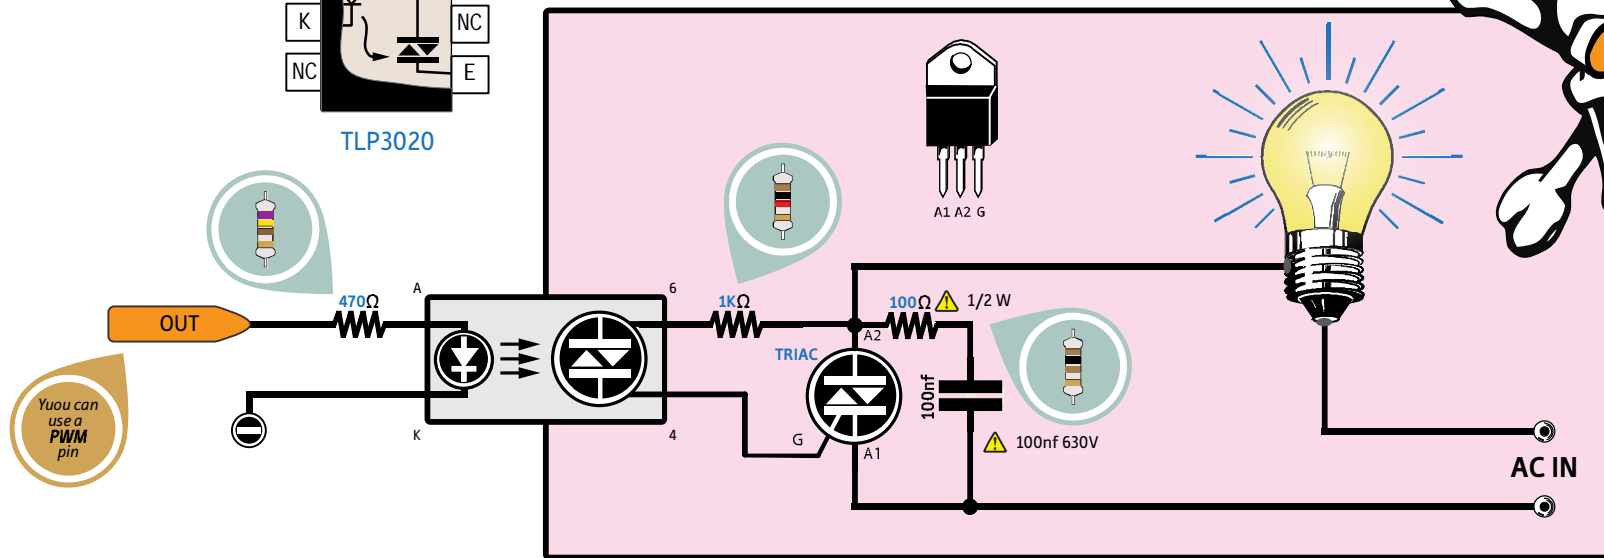 K
NC
NC
E
TLP3020
A1 A2 G
470Ω
A
6
1KΩ
100Ω
1/2 W
OUT
A2
TRIAC
Yuou can
use a
PWM
pin
100nf
K
4
G
A1
100nf 630V
AC IN